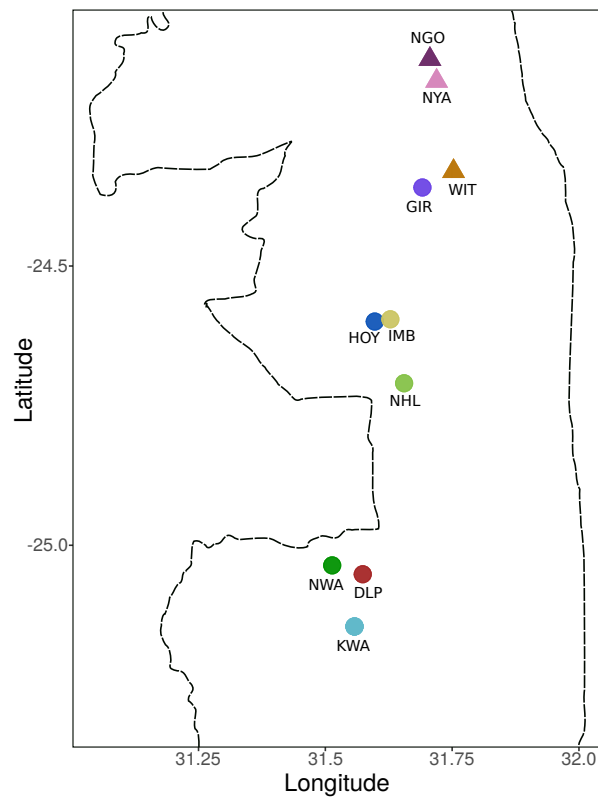 NGO
NYA
WIT
GIR
-24.5
HOY IMB
NHL
Latitude
-25.0
NWA
DLP
KWA
31.25 31.5 31.75 32.0
Longitude